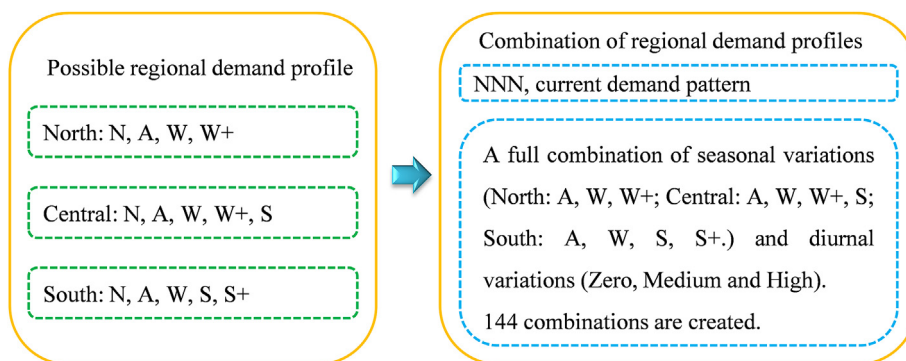 Possible regional demand profile
North: N, A, W, W+
Central: N, A, W, W+, S
South: N, A, W, S, S+
Combination of regional demand profiles
NNN, current demand pattern
A full combination of seasonal variations
(North: A, W, W+; Central: A, W, W+, S;
South: A, W, S, S+.) and diurnal
variations (Zero, Medium and High).
144 combinations are created.